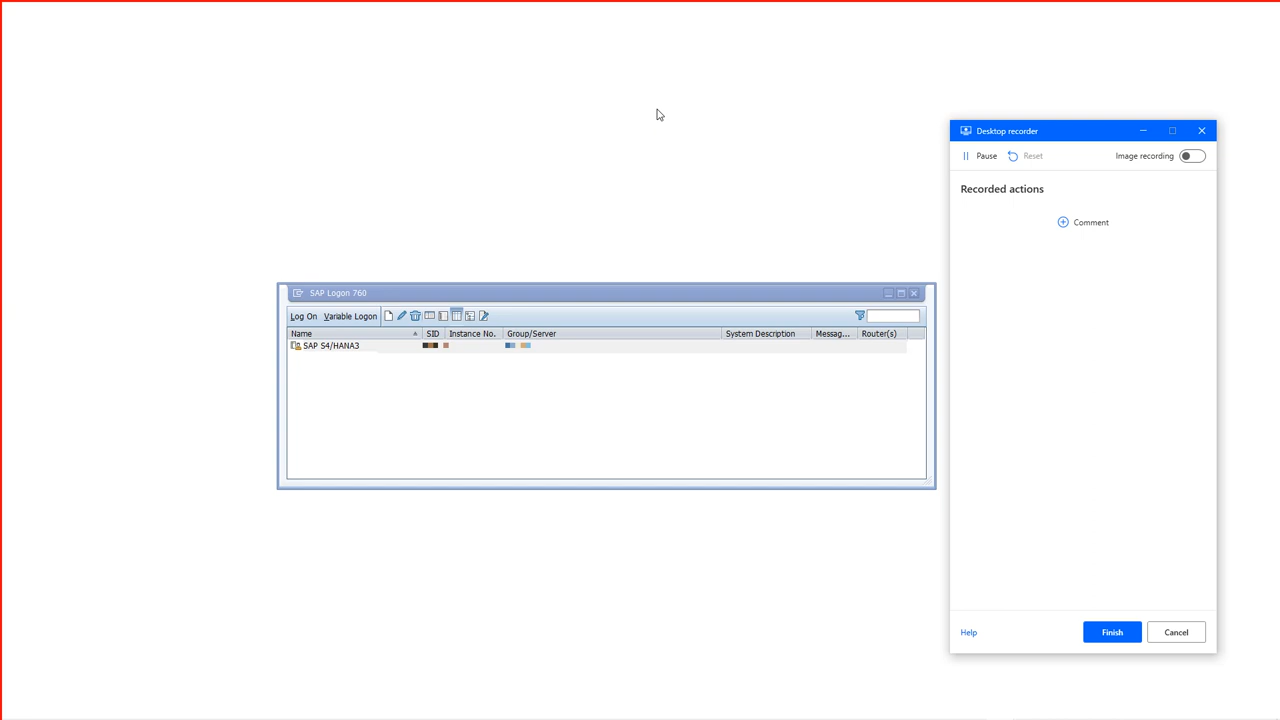 Desktop recorder
Pause Reset Image recording
Recorded actions
Comment
SAP Logon 760
Log On Variable Logon
Name SID Instance No. Group/Server System Description Messag... Router(s)
SAP S4/HANA3
Help Finish Cancel